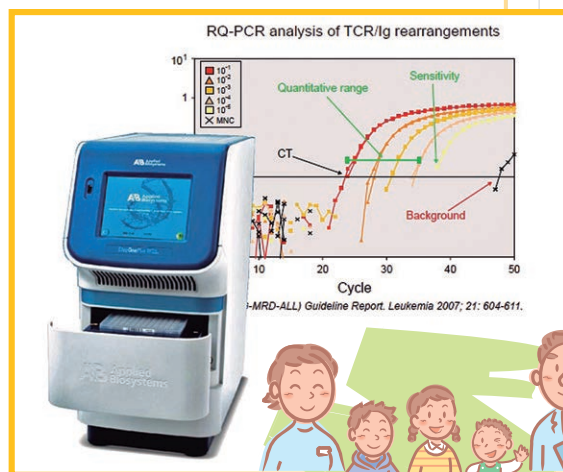 RQ-PCR analysis of TCR/Ig rearrangements
10¹
10⁻¹
10⁻²
10⁻³
10⁻⁴
MNC
1
Sensitivity
Quantitative range
CT
Background
10
20
30
40
50
Cycle
-MRD-ALL) Guideline Report. Leukemia 2007; 21: 604-611.
AB Applied
Biosystems
AB Applied
Biosystems